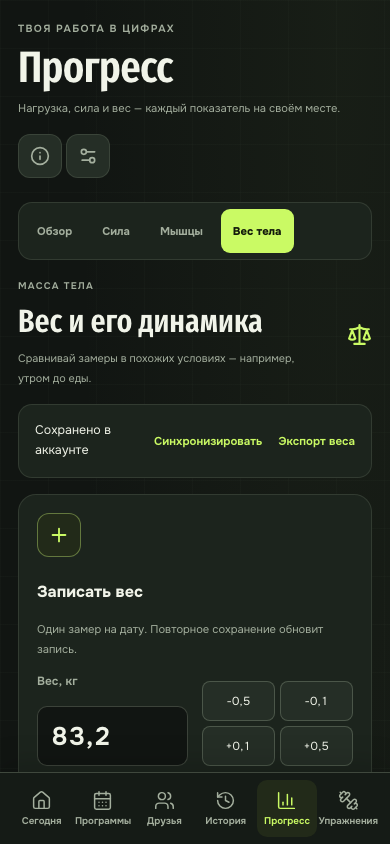 ТВОЯ РАБОТА В ЦИФРАХ
Прогресс
Нагрузка, сила и вес — каждый показатель на своём месте.
Обзор Сила Мышцы Вес тела
МАССА ТЕЛА
Вес и его динамика
Сравнивай замеры в похожих условиях — например,
утром до еды.
Сохранено в
аккаунте
Синхронизировать Экспорт веса
Записать вес
Один замер на дату. Повторное сохранение обновит
запись.
Вес, кг
83,2
-0,5 -0,1
+0,1 +0,5
Сегодня Программы Друзья История Прогресс Упражнения